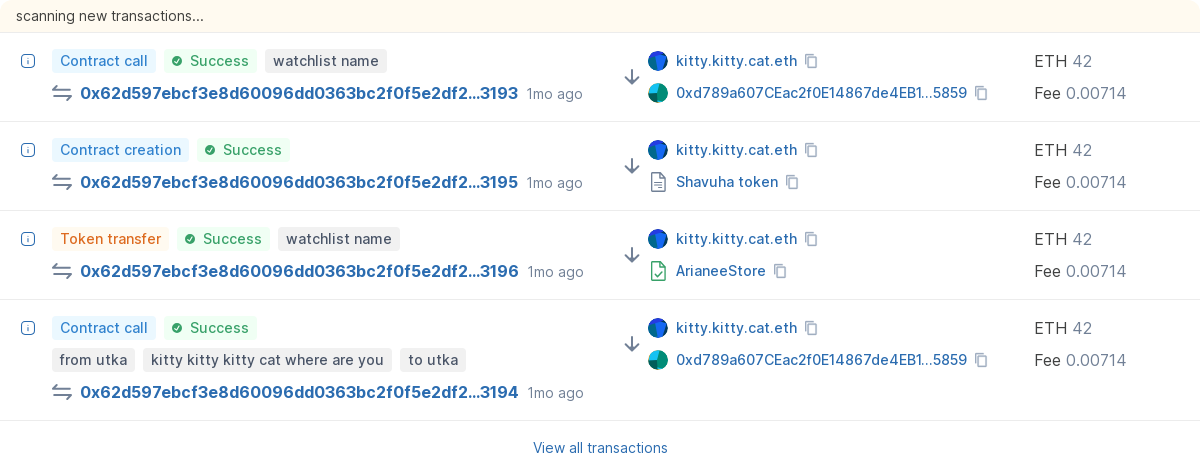 scanning new transactions...
Contract call Success watchlist name
0x62d597ebcf3e8d60096dd0363bc2f0f5e2df2...3193 1mo ago
kitty.kitty.cat.eth
0xd789a607CEac2f0E14867de4EB1...5859
ETH 42
Fee 0.00714
Contract creation Success
0x62d597ebcf3e8d60096dd0363bc2f0f5e2df2...3195 1mo ago
kitty.kitty.cat.eth
Shavuha token
ETH 42
Fee 0.00714
Token transfer Success watchlist name
0x62d597ebcf3e8d60096dd0363bc2f0f5e2df2...3196 1mo ago
kitty.kitty.cat.eth
ArianeeStore
ETH 42
Fee 0.00714
Contract call Success
from utka kitty kitty kitty cat where are you to utka
0x62d597ebcf3e8d60096dd0363bc2f0f5e2df2...3194 1mo ago
kitty.kitty.cat.eth
0xd789a607CEac2f0E14867de4EB1...5859
ETH 42
Fee 0.00714
View all transactions